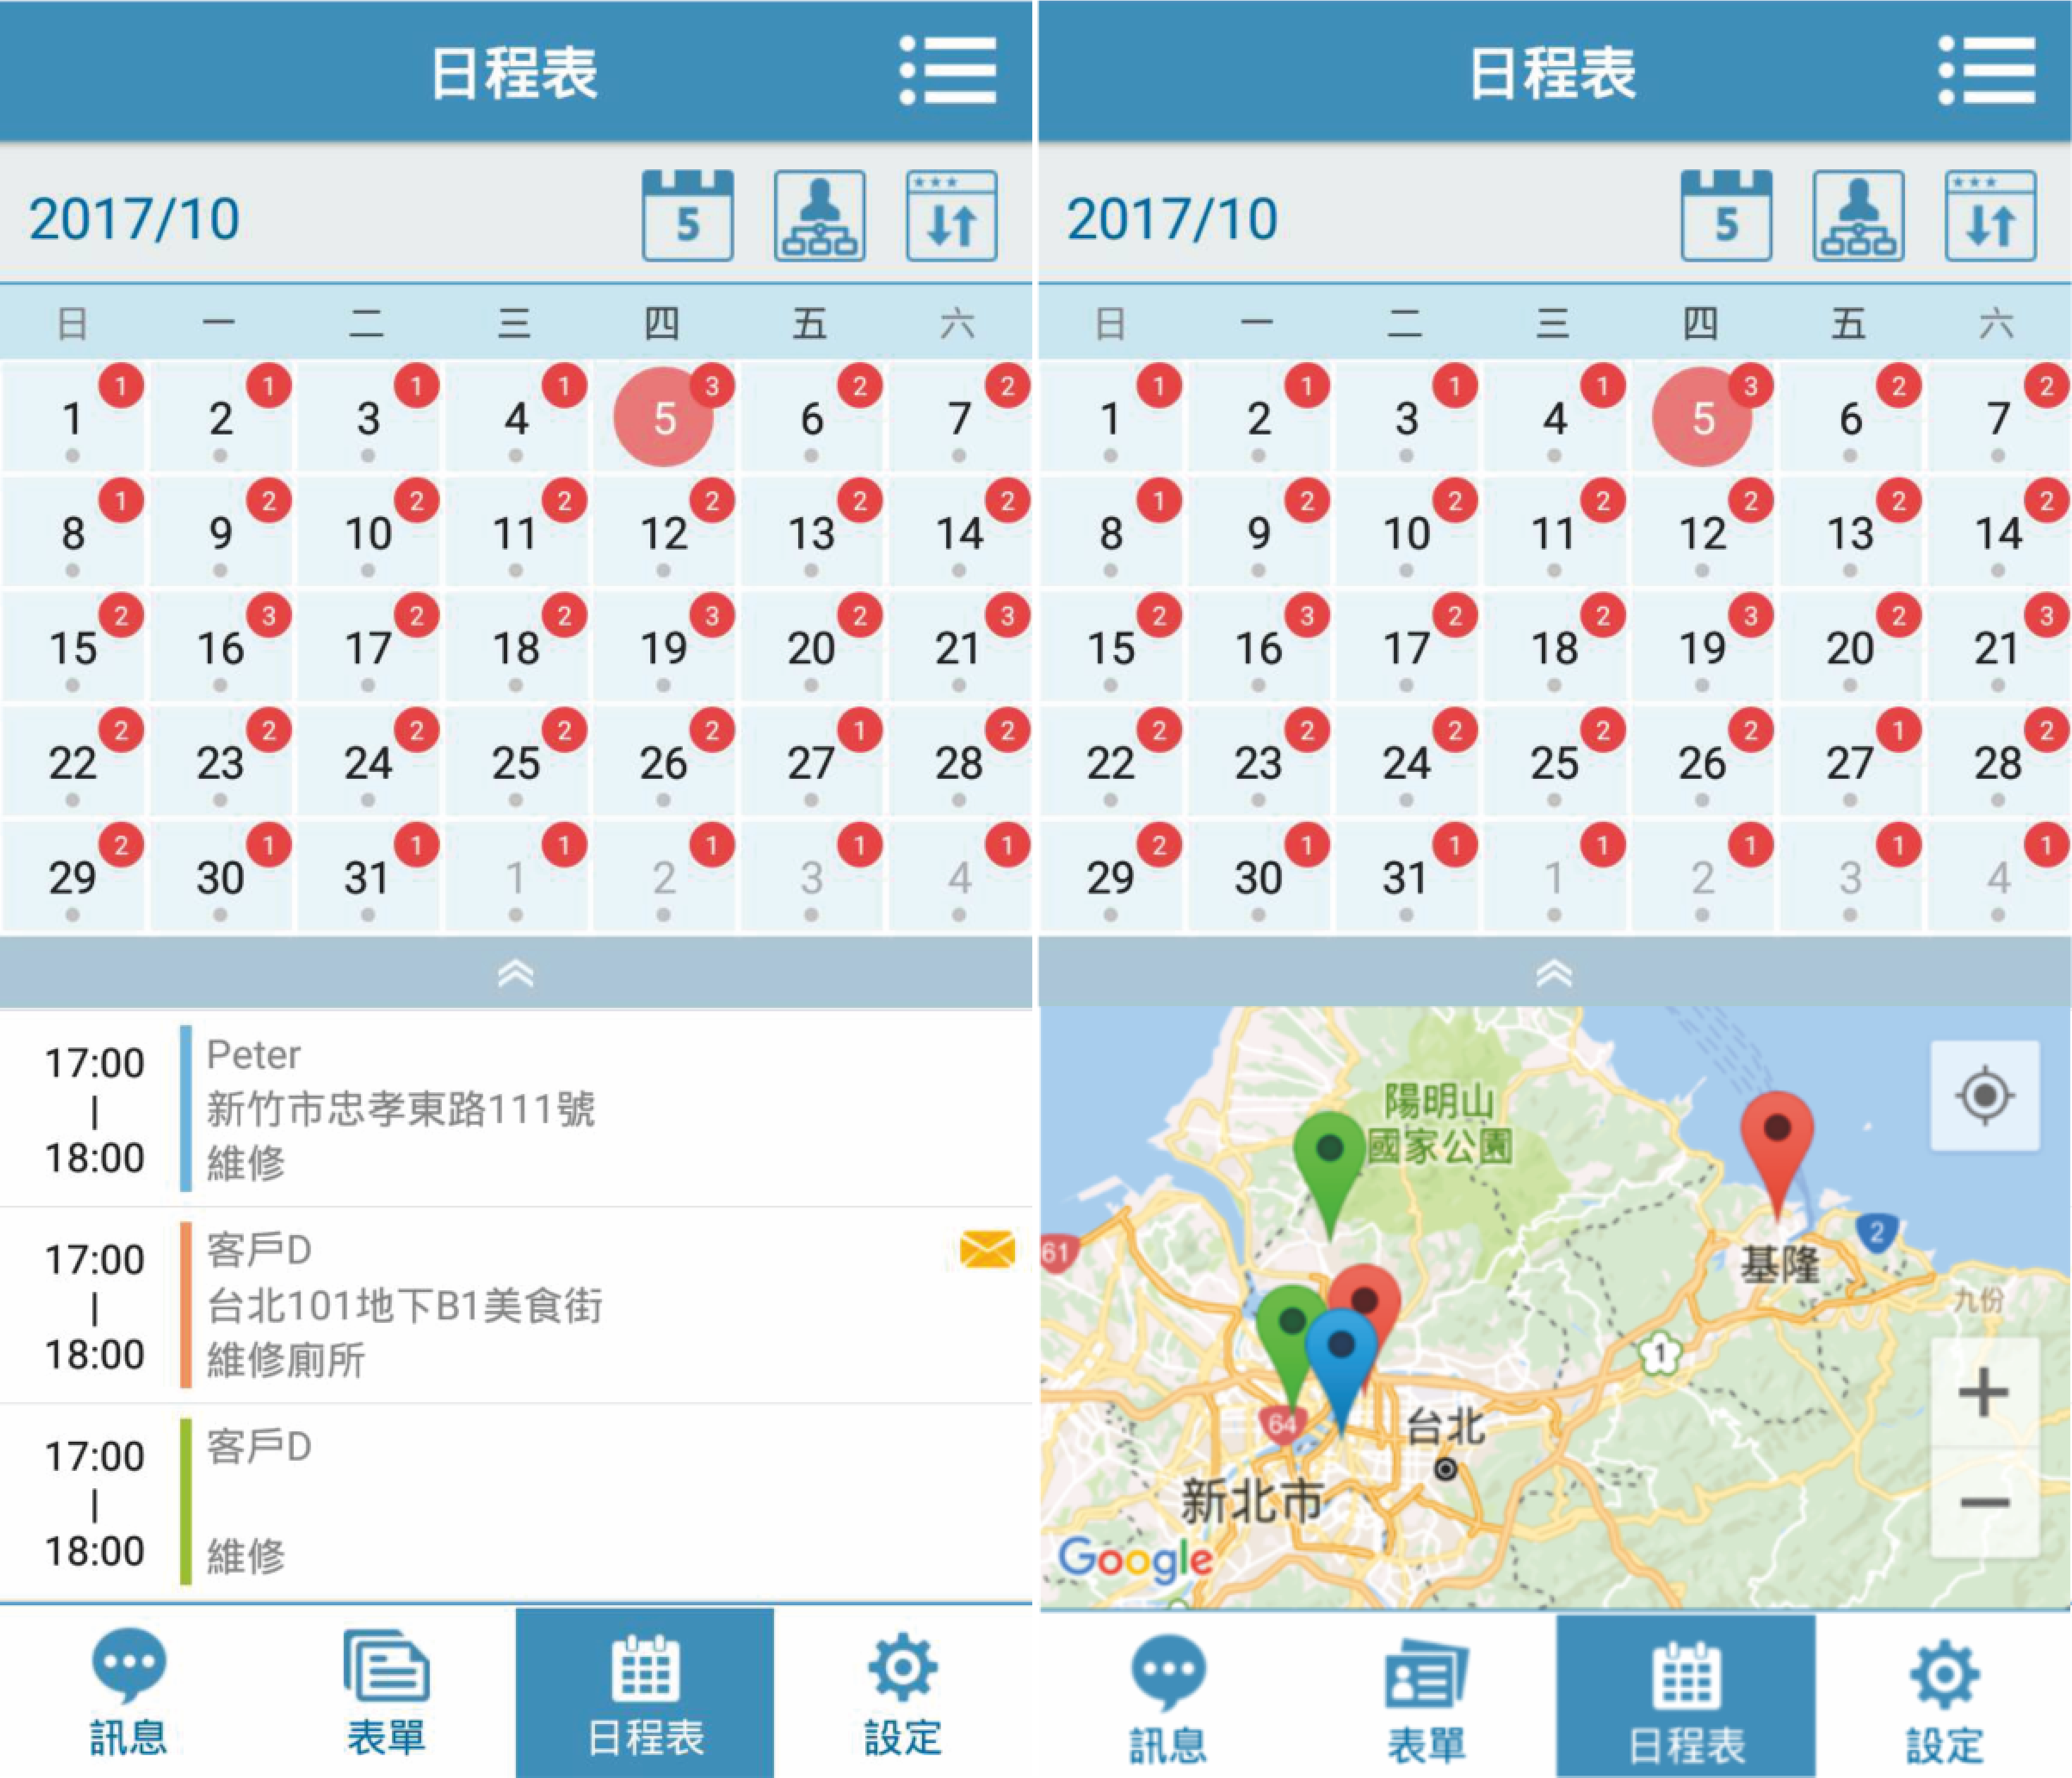 日程表
2017/10
5
日 一 二 三 四 五 六
1 1 2 1 3 1 4 1 5 3 6 2 7 2
8 1 9 2 10 2 11 2 12 2 13 2 14 2
15 2 16 3 17 2 18 2 19 3 20 2 21 3
22 2 23 2 24 2 25 2 26 2 27 1 28 2
29 2 30 1 31 1 1 1 2 1 3 1 4 1
17:00
|
18:00
Peter
新竹市忠孝東路111號
維修
17:00
|
18:00
客戶D
台北101地下B1美食街
維修廁所
17:00
|
18:00
客戶D
維修
訊息
表單
日程表
設定
日程表
2017/10
5
日 一 二 三 四 五 六
1 1 2 1 3 1 4 1 5 3 6 2 7 2
8 1 9 2 10 2 11 2 12 2 13 2 14 2
15 2 16 3 17 2 18 2 19 3 20 2 21 3
22 2 23 2 24 2 25 2 26 2 27 1 28 2
29 2 30 1 31 1 1 1 2 1 3 1 4 1
陽明山
國家公園
61
2
基隆
九份
1
64
台北
新北市
Google
+
−
訊息
表單
日程表
設定